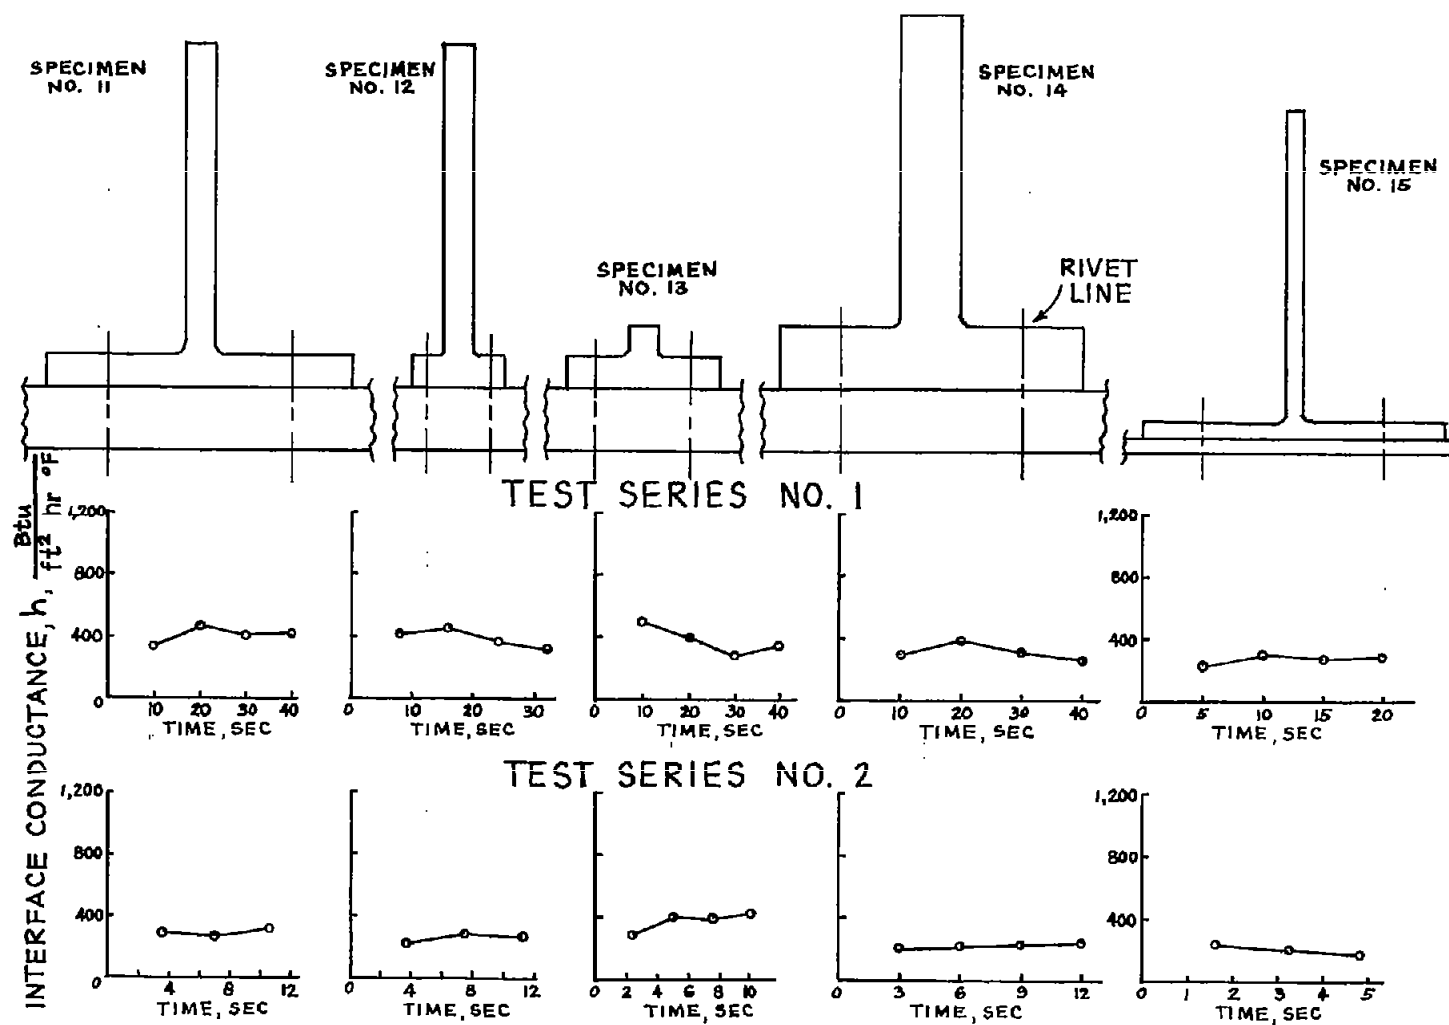 SPECIMEN
NO. 11
SPECIMEN
NO. 12
SPECIMEN
NO. 13
SPECIMEN
NO. 14
SPECIMEN
NO. 15
RIVET
LINE
INTERFACE CONDUCTANCE, h, Btu / ft² hr °F
TEST SERIES NO. 1
1,200
800
400
0
10 20 30 40
TIME, SEC
0 10 20 30
TIME, SEC
0 10 20 30 40
TIME, SEC
0 10 20 30 40
TIME, SEC
1,200
800
400
0 5 10 15 20
TIME, SEC
TEST SERIES NO. 2
1,200
800
400
0
4 8 12
TIME, SEC
0 4 8 12
TIME, SEC
0 2 4 6 8 10
TIME, SEC
0 3 6 9 12
TIME, SEC
1,200
800
400
0 1 2 3 4 5
TIME, SEC